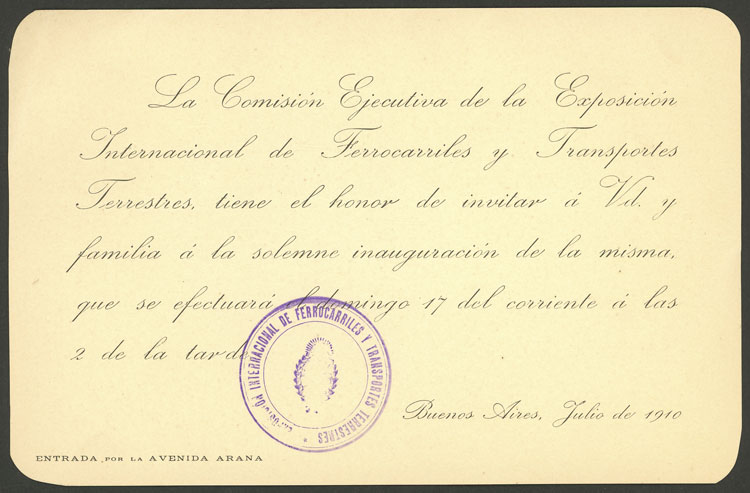 La Comisión Ejecutiva de la Exposición
Internacional de Ferrocarriles y Transportes
Terrestres, tiene el honor de invitar á Vd. y
familia á la solemne inauguración de la misma,
que se efectuará el domingo 17 del corriente á las
2 de la tarde
INTERNACIONAL DE FERROCARRILES Y TRANSPORTES TERRESTRES
Buenos Aires, Julio de 1910
ENTRADA POR LA AVENIDA ARANA